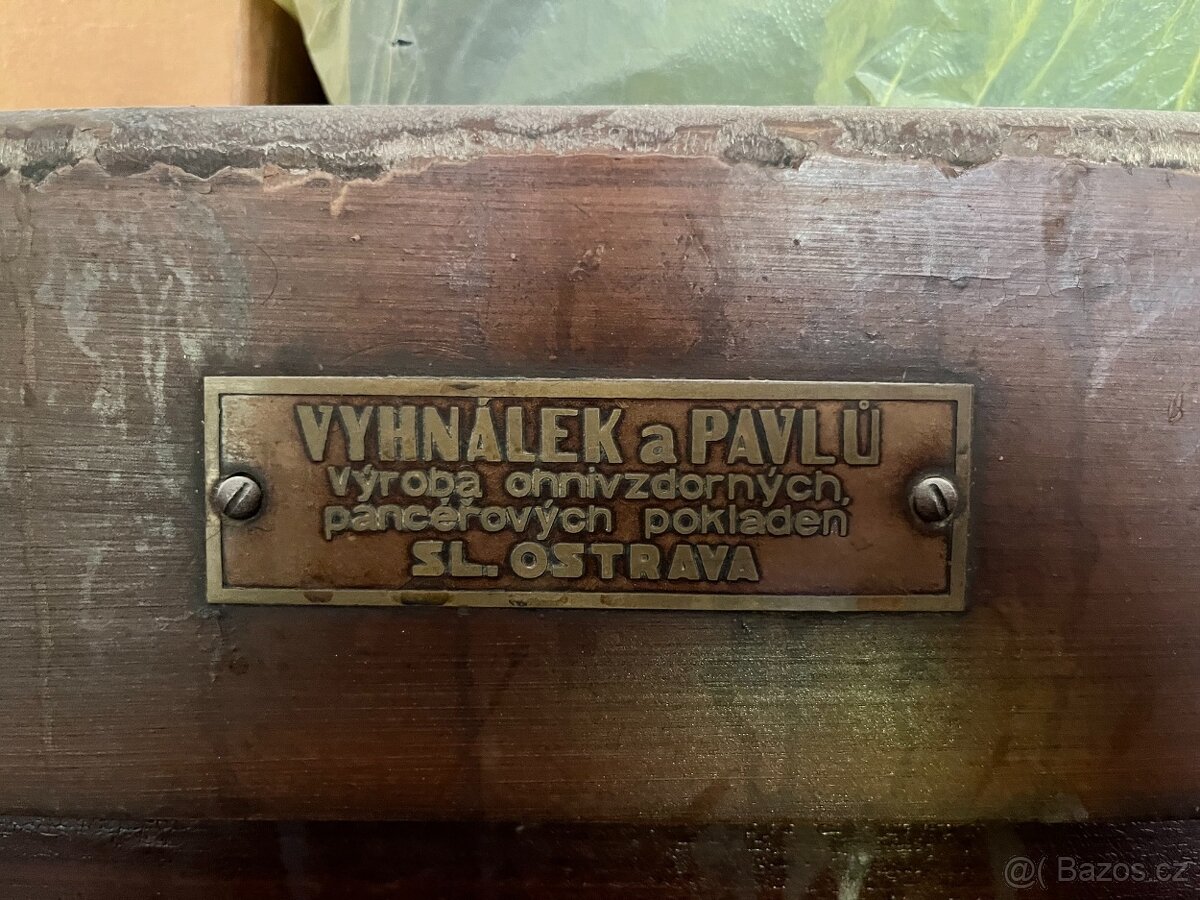 VYHNÁLEK a PAVLŮ
Výroba ohnivzdorných,
pancéřových pokladen
SL. OSTRAVA
@( Bazos.cz